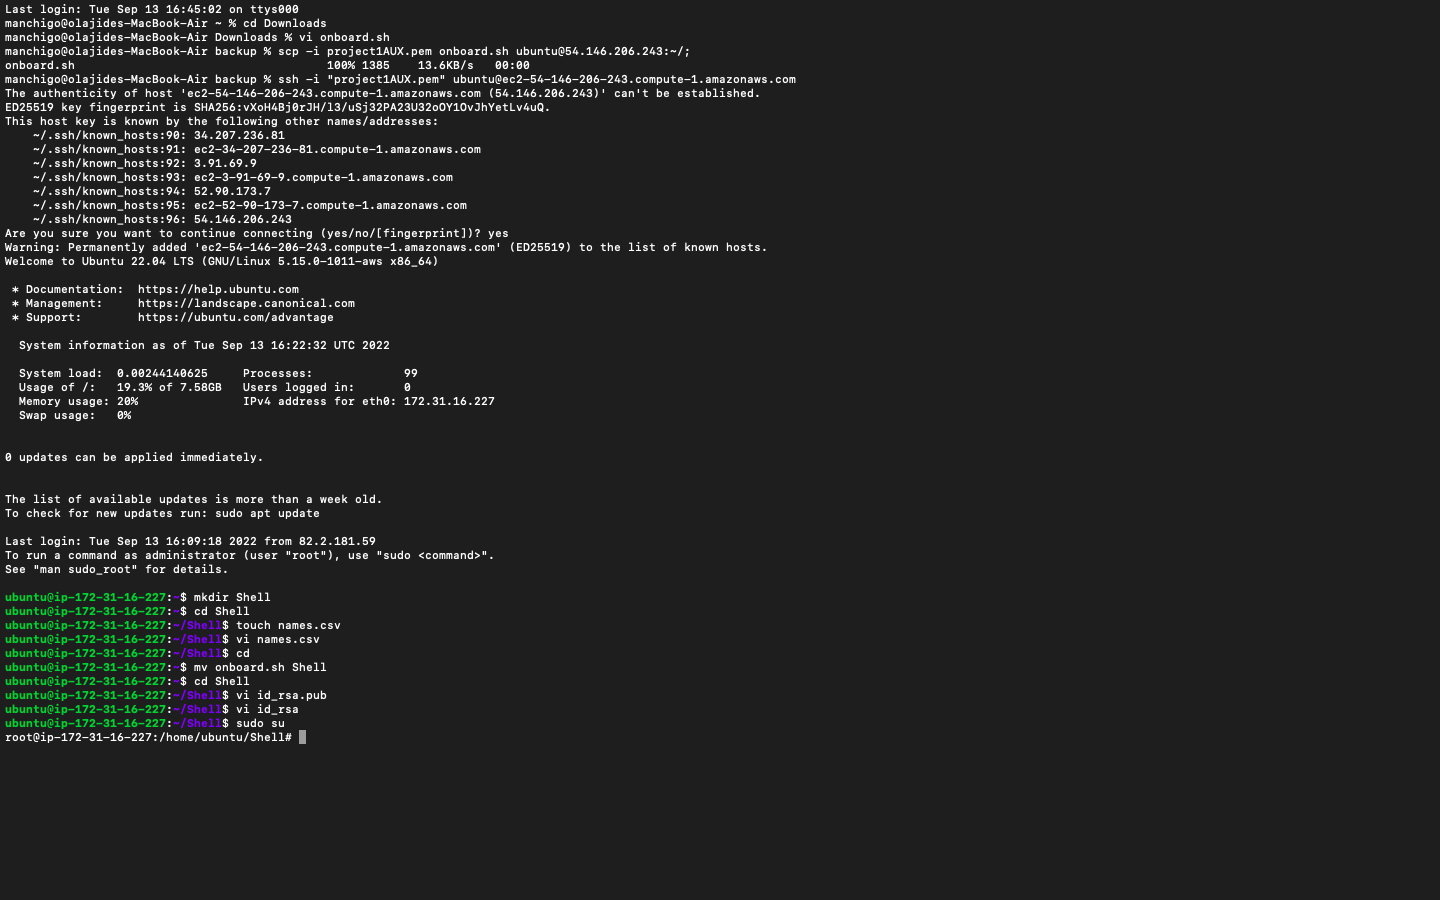 Last login: Tue Sep 13 16:45:02 on ttys000
manchigo@olajides-MacBook-Air ~ % cd Downloads
manchigo@olajides-MacBook-Air Downloads % vi onboard.sh
manchigo@olajides-MacBook-Air backup % scp -i project1AUX.pem onboard.sh ubuntu@54.146.206.243:~/;
onboard.sh                                    100% 1385    13.6KB/s   00:00
manchigo@olajides-MacBook-Air backup % ssh -i "project1AUX.pem" ubuntu@ec2-54-146-206-243.compute-1.amazonaws.com
The authenticity of host 'ec2-54-146-206-243.compute-1.amazonaws.com (54.146.206.243)' can't be established.
ED25519 key fingerprint is SHA256:vXoH4Bj0rJH/l3/uSj32PA23U32oOY1OvJhYetLv4uQ.
This host key is known by the following other names/addresses:
    ~/.ssh/known_hosts:90: 34.207.236.81
    ~/.ssh/known_hosts:91: ec2-34-207-236-81.compute-1.amazonaws.com
    ~/.ssh/known_hosts:92: 3.91.69.9
    ~/.ssh/known_hosts:93: ec2-3-91-69-9.compute-1.amazonaws.com
    ~/.ssh/known_hosts:94: 52.90.173.7
    ~/.ssh/known_hosts:95: ec2-52-90-173-7.compute-1.amazonaws.com
    ~/.ssh/known_hosts:96: 54.146.206.243
Are you sure you want to continue connecting (yes/no/[fingerprint])? yes
Warning: Permanently added 'ec2-54-146-206-243.compute-1.amazonaws.com' (ED25519) to the list of known hosts.
Welcome to Ubuntu 22.04 LTS (GNU/Linux 5.15.0-1011-aws x86_64)

 * Documentation:  https://help.ubuntu.com
 * Management:     https://landscape.canonical.com
 * Support:        https://ubuntu.com/advantage

  System information as of Tue Sep 13 16:22:32 UTC 2022

  System load:  0.00244140625     Processes:             99
  Usage of /:   19.3% of 7.58GB   Users logged in:       0
  Memory usage: 20%               IPv4 address for eth0: 172.31.16.227
  Swap usage:   0%

0 updates can be applied immediately.

The list of available updates is more than a week old.
To check for new updates run: sudo apt update

Last login: Tue Sep 13 16:09:18 2022 from 82.2.181.59
To run a command as administrator (user "root"), use "sudo <command>".
See "man sudo_root" for details.

ubuntu@ip-172-31-16-227:~$ mkdir Shell
ubuntu@ip-172-31-16-227:~$ cd Shell
ubuntu@ip-172-31-16-227:~/Shell$ touch names.csv
ubuntu@ip-172-31-16-227:~/Shell$ vi names.csv
ubuntu@ip-172-31-16-227:~/Shell$ cd
ubuntu@ip-172-31-16-227:~$ mv onboard.sh Shell
ubuntu@ip-172-31-16-227:~$ cd Shell
ubuntu@ip-172-31-16-227:~/Shell$ vi id_rsa.pub
ubuntu@ip-172-31-16-227:~/Shell$ vi id_rsa
ubuntu@ip-172-31-16-227:~/Shell$ sudo su
root@ip-172-31-16-227:/home/ubuntu/Shell#